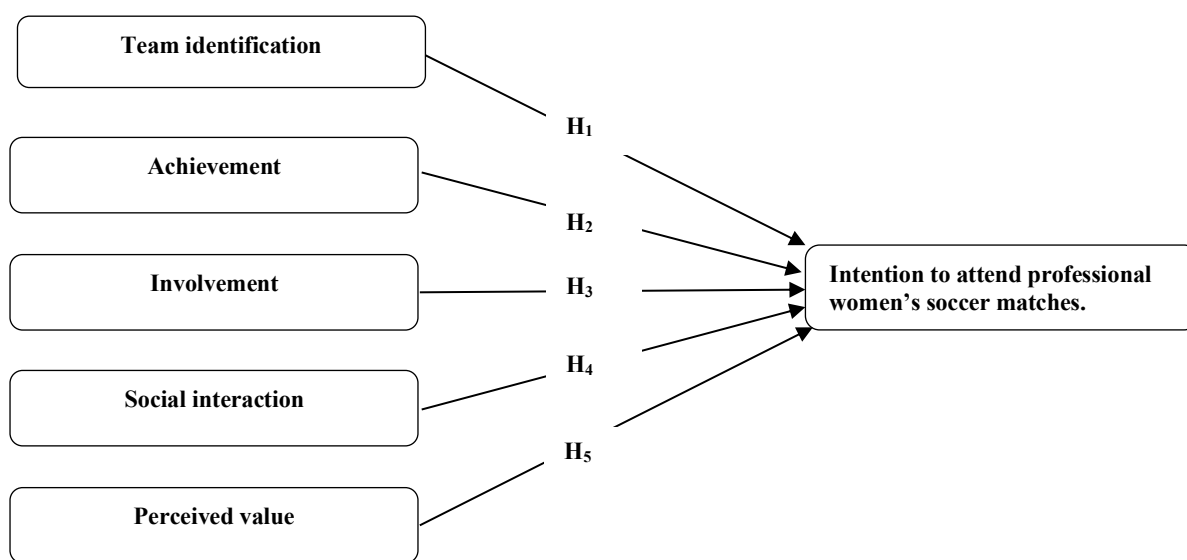 Team identification
H₁
Achievement
H₂
Involvement
H₃
Social interaction
H₄
Perceived value
H₅
Intention to attend professional
women’s soccer matches.